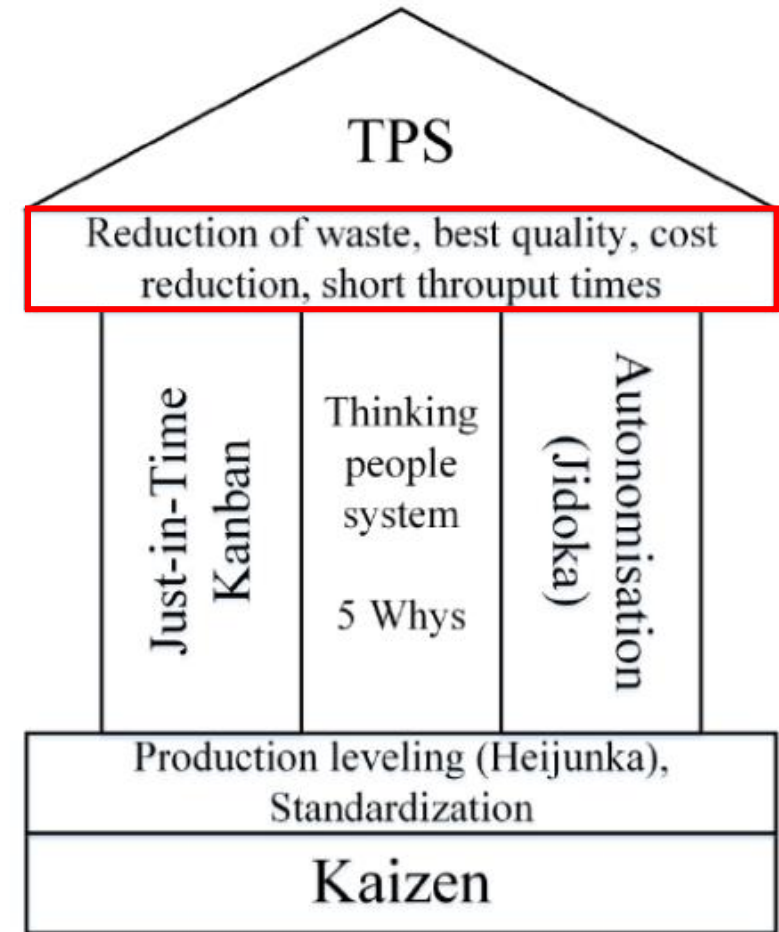 TPS
Reduction of waste, best quality, cost
reduction, short throuput times
Just-in-Time
Kanban
Thinking
people
system
5 Whys
Autonomisation
(Jidoka)
Production leveling (Heijunka),
Standardization
Kaizen